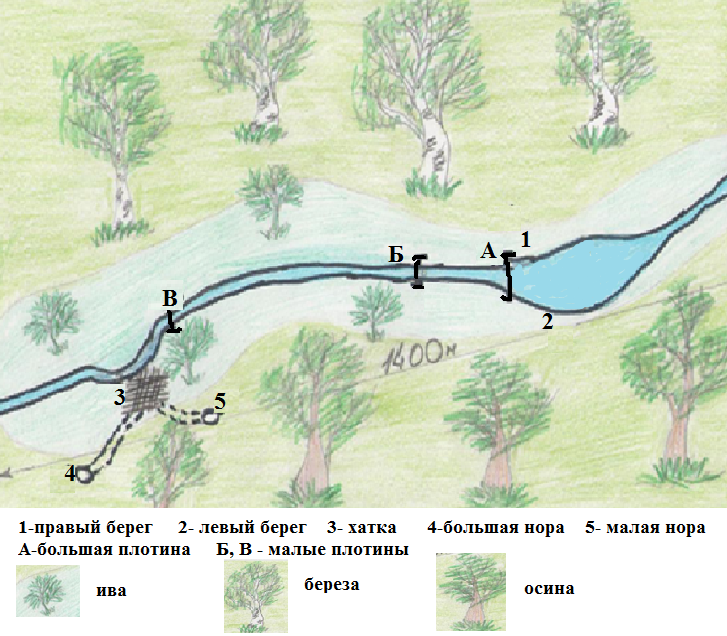 А
1
Б
В
2
1400м
3
5
4
1-правый берег 2- левый берег 3- хатка 4-большая нора 5- малая нора
А-большая плотина Б, В - малые плотины
ива
береза
осина